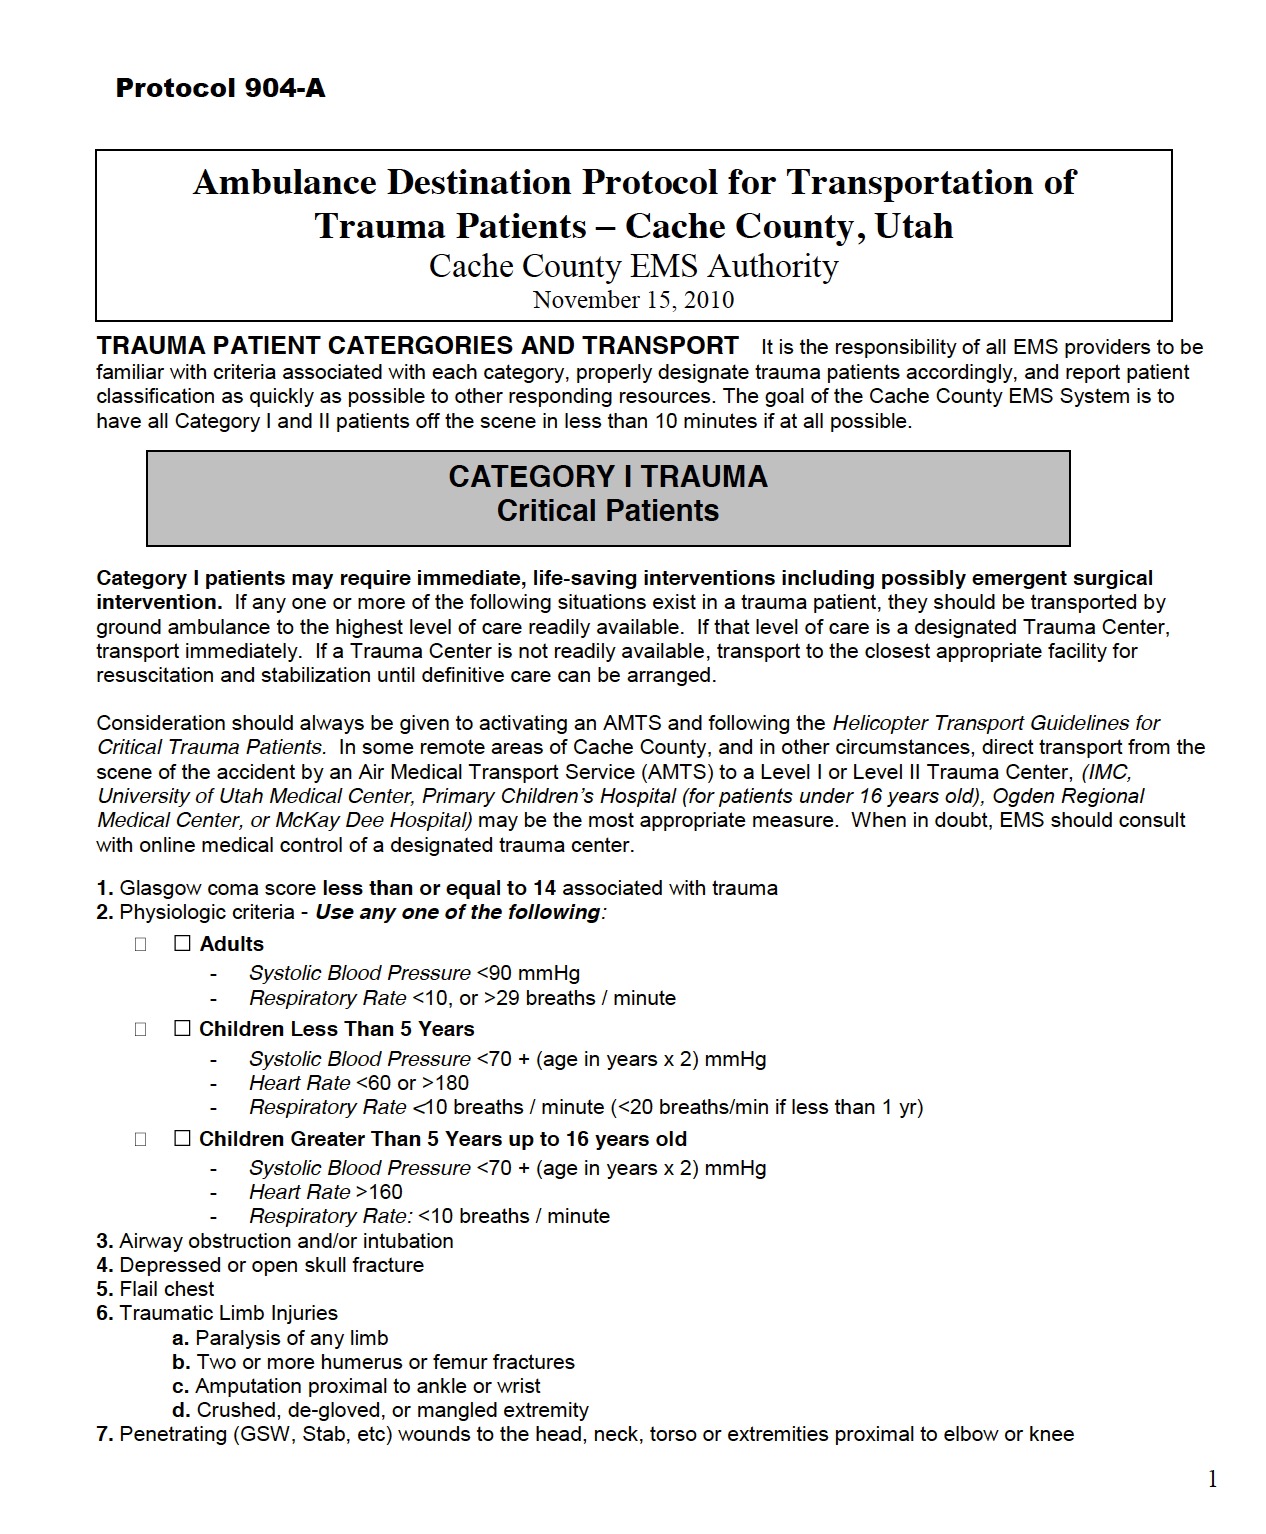 Protocol 904-A
Ambulance Destination Protocol for Transportation of
Trauma Patients – Cache County, Utah
Cache County EMS Authority
November 15, 2010
TRAUMA PATIENT CATERGORIES AND TRANSPORT It is the responsibility of all EMS providers to be
familiar with criteria associated with each category, properly designate trauma patients accordingly, and report patient
classification as quickly as possible to other responding resources. The goal of the Cache County EMS System is to
have all Category I and II patients off the scene in less than 10 minutes if at all possible.
CATEGORY I TRAUMA
Critical Patients
Category I patients may require immediate, life-saving interventions including possibly emergent surgical
intervention. If any one or more of the following situations exist in a trauma patient, they should be transported by
ground ambulance to the highest level of care readily available. If that level of care is a designated Trauma Center,
transport immediately. If a Trauma Center is not readily available, transport to the closest appropriate facility for
resuscitation and stabilization until definitive care can be arranged.
Consideration should always be given to activating an AMTS and following the Helicopter Transport Guidelines for
Critical Trauma Patients. In some remote areas of Cache County, and in other circumstances, direct transport from the
scene of the accident by an Air Medical Transport Service (AMTS) to a Level I or Level II Trauma Center, (IMC,
University of Utah Medical Center, Primary Children's Hospital (for patients under 16 years old), Ogden Regional
Medical Center, or McKay Dee Hospital) may be the most appropriate measure. When in doubt, EMS should consult
with online medical control of a designated trauma center.
1. Glasgow coma score less than or equal to 14 associated with trauma
2. Physiologic criteria - Use any one of the following:
□ □ Adults
- Systolic Blood Pressure <90 mmHg
- Respiratory Rate <10, or >29 breaths / minute
□ □ Children Less Than 5 Years
- Systolic Blood Pressure <70 + (age in years x 2) mmHg
- Heart Rate <60 or >180
- Respiratory Rate <10 breaths / minute (<20 breaths/min if less than 1 yr)
□ □ Children Greater Than 5 Years up to 16 years old
- Systolic Blood Pressure <70 + (age in years x 2) mmHg
- Heart Rate >160
- Respiratory Rate: <10 breaths / minute
3. Airway obstruction and/or intubation
4. Depressed or open skull fracture
5. Flail chest
6. Traumatic Limb Injuries
a. Paralysis of any limb
b. Two or more humerus or femur fractures
c. Amputation proximal to ankle or wrist
d. Crushed, de-gloved, or mangled extremity
7. Penetrating (GSW, Stab, etc) wounds to the head, neck, torso or extremities proximal to elbow or knee
1